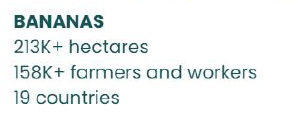 BANANAS
213K+ hectares
158K+ farmers and workers
19 countries